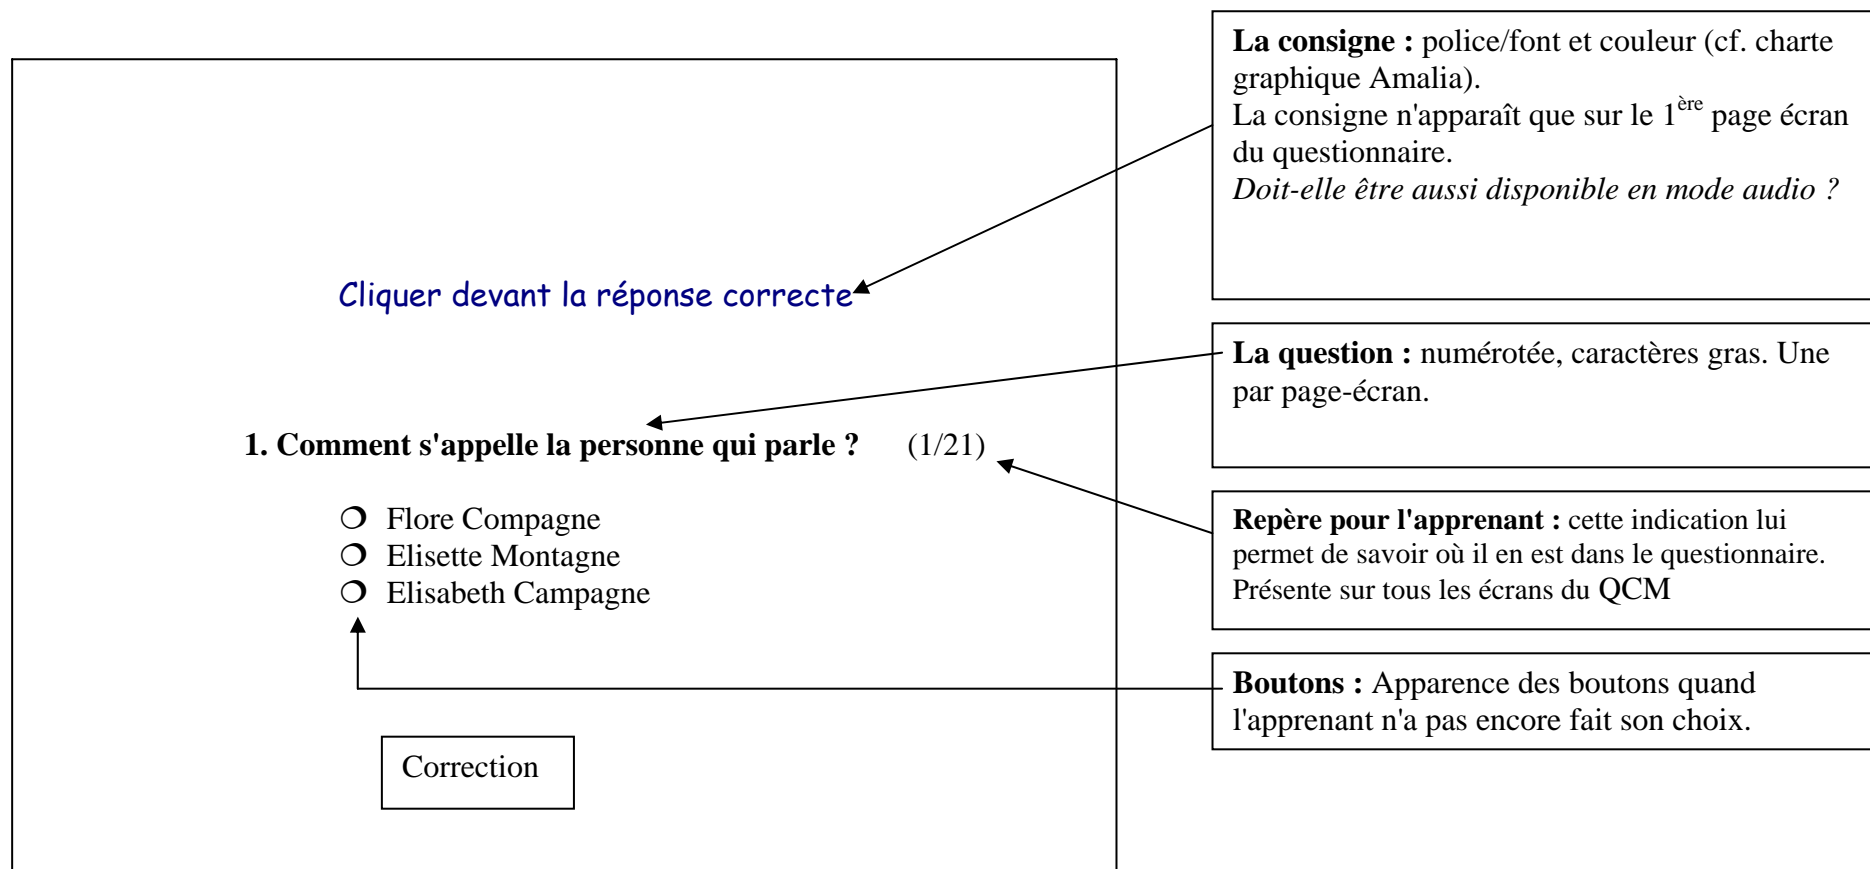 Cliquer devant la réponse correcte
1. Comment s'appelle la personne qui parle ? (1/21)
Flore Compagne
Elisette Montagne
Elisabeth Campagne
Correction
La consigne : police/font et couleur (cf. charte
graphique Amalia).
La consigne n'apparaît que sur le 1ère page écran
du questionnaire.
Doit-elle être aussi disponible en mode audio ?
La question : numérotée, caractères gras. Une
par page-écran.
Repère pour l'apprenant : cette indication lui
permet de savoir où il en est dans le questionnaire.
Présente sur tous les écrans du QCM
Boutons : Apparence des boutons quand
l'apprenant n'a pas encore fait son choix.